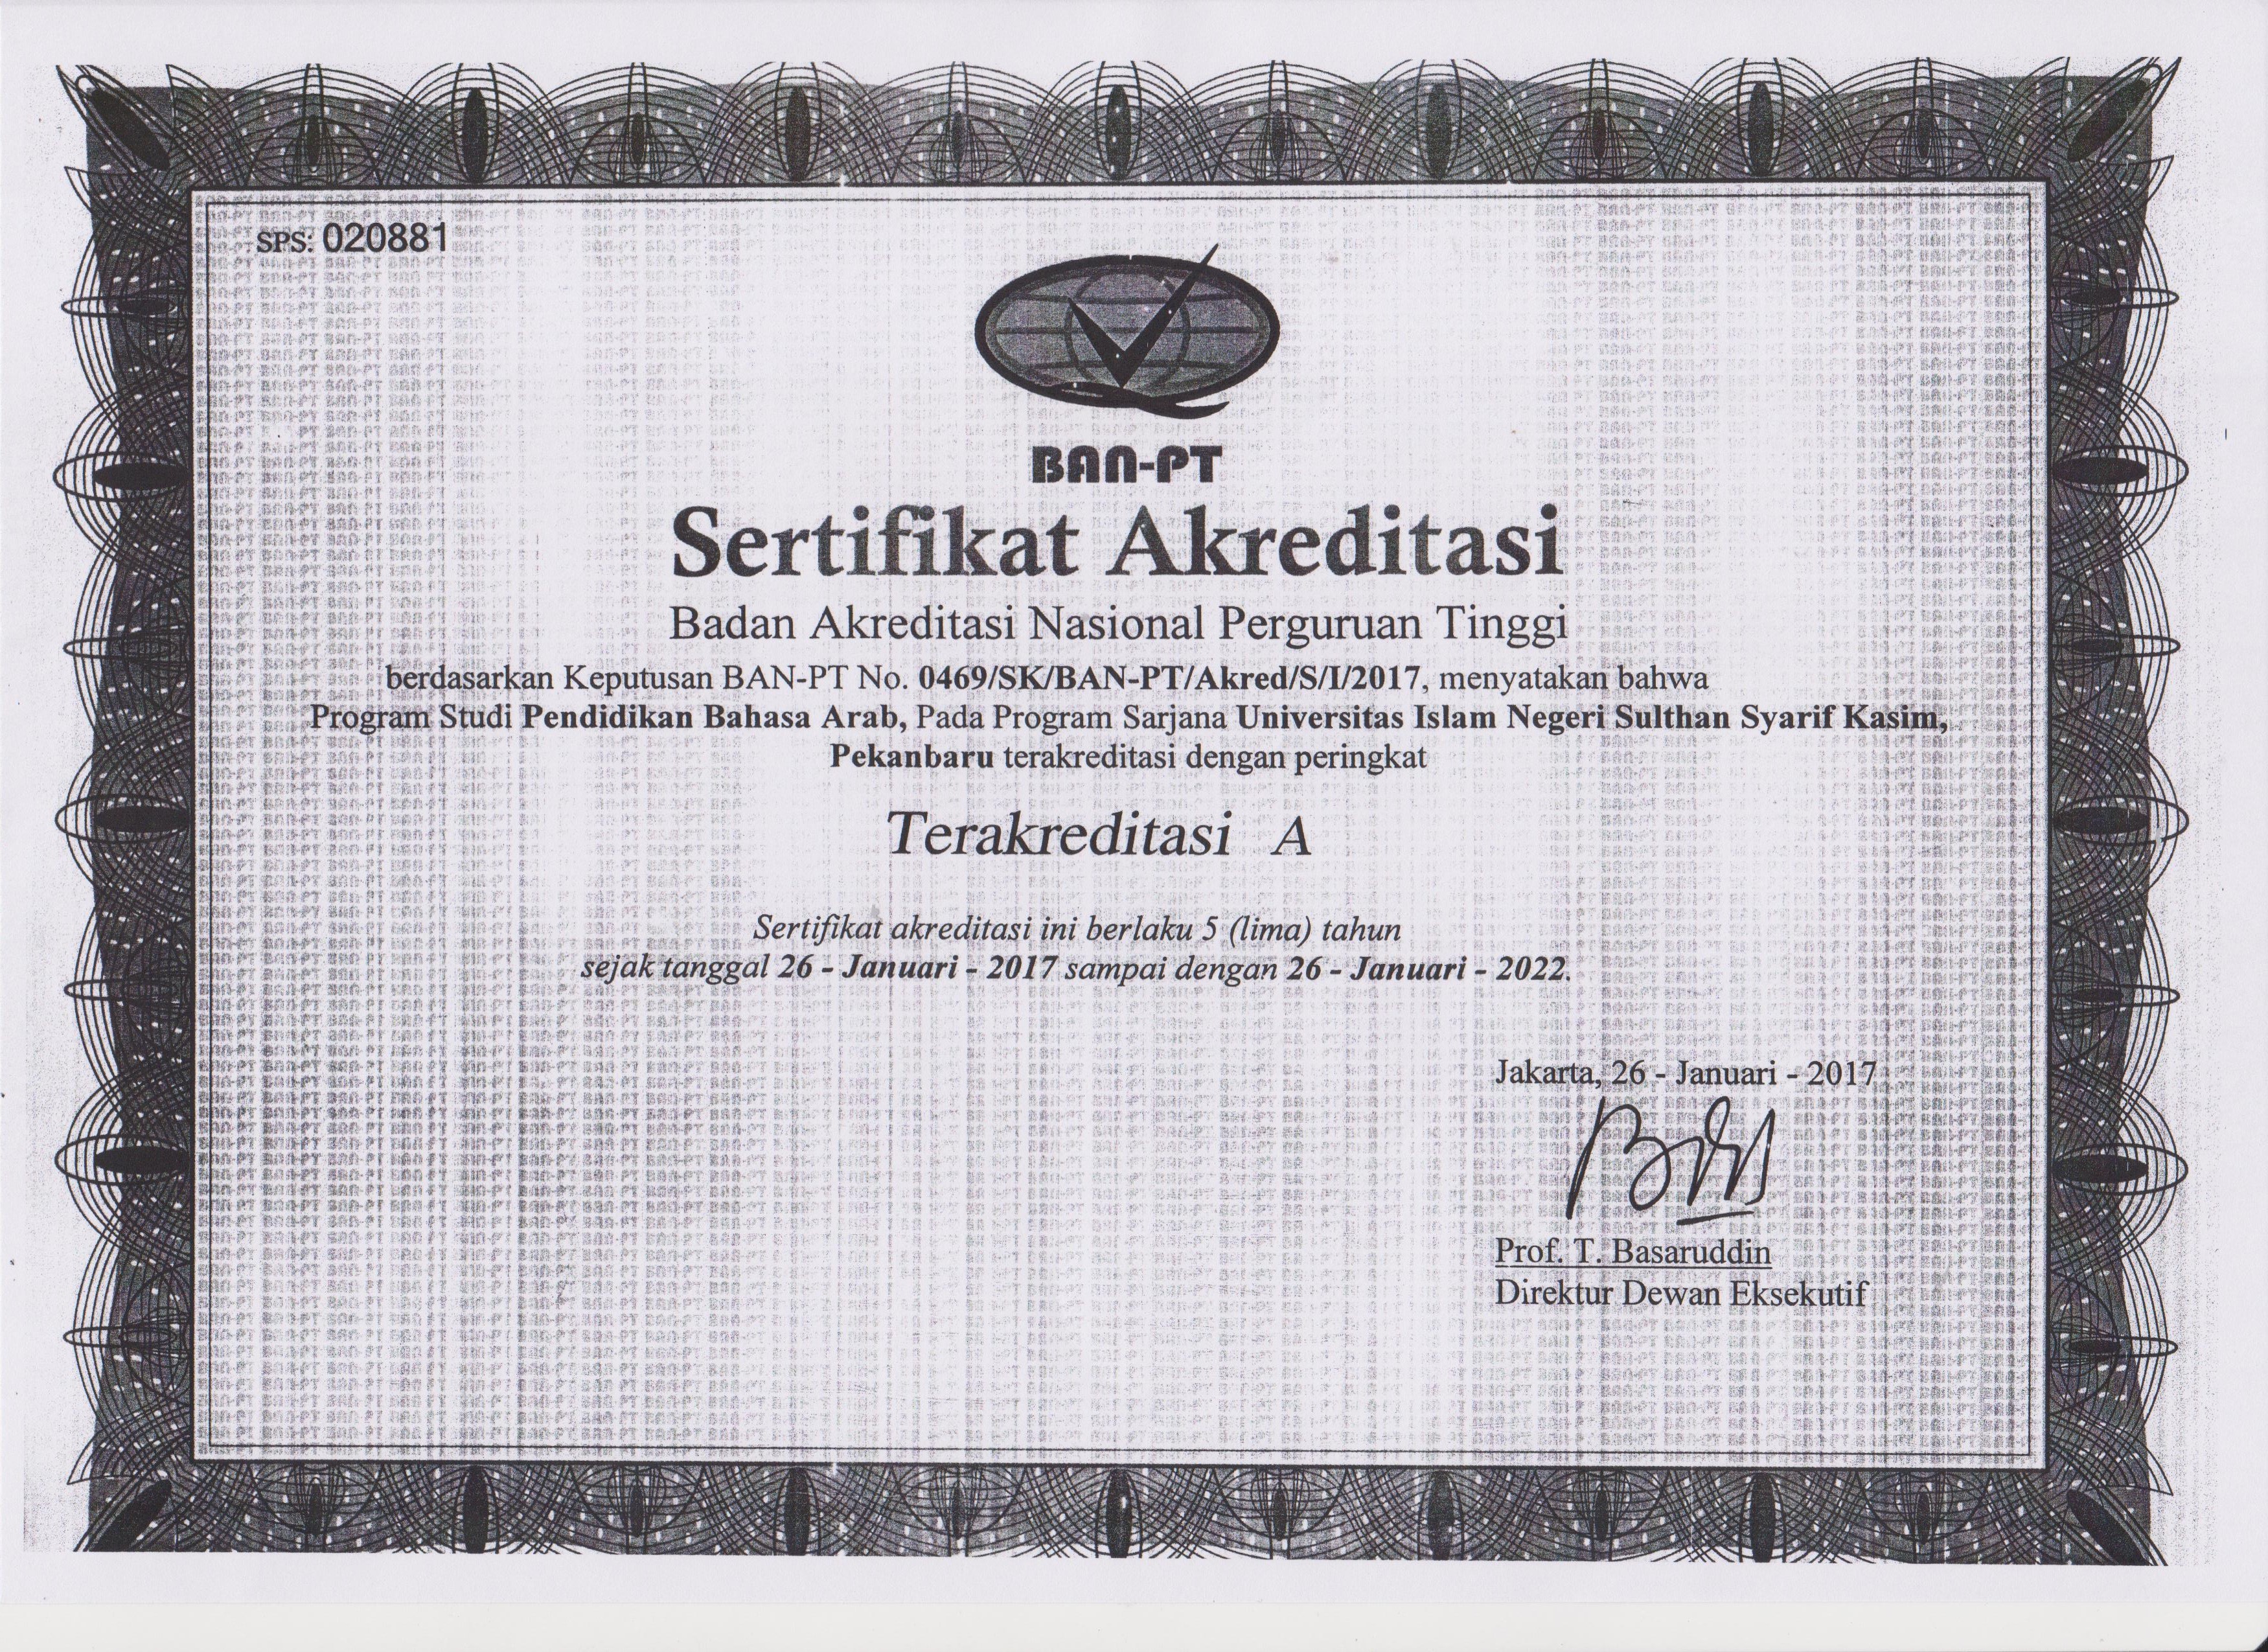 SPS: 020881
BAN-PT
Sertifikat Akreditasi
Badan Akreditasi Nasional Perguruan Tinggi
berdasarkan Keputusan BAN-PT No. 0469/SK/BAN-PT/Akred/S/I/2017, menyatakan bahwa
Program Studi Pendidikan Bahasa Arab, Pada Program Sarjana Universitas Islam Negeri Sulthan Syarif Kasim,
Pekanbaru terakreditasi dengan peringkat
Terakreditasi A
Sertifikat akreditasi ini berlaku 5 (lima) tahun
sejak tanggal 26 - Januari - 2017 sampai dengan 26 - Januari - 2022.
Jakarta, 26 - Januari - 2017
Prof. T. Basaruddin
Direktur Dewan Eksekutif